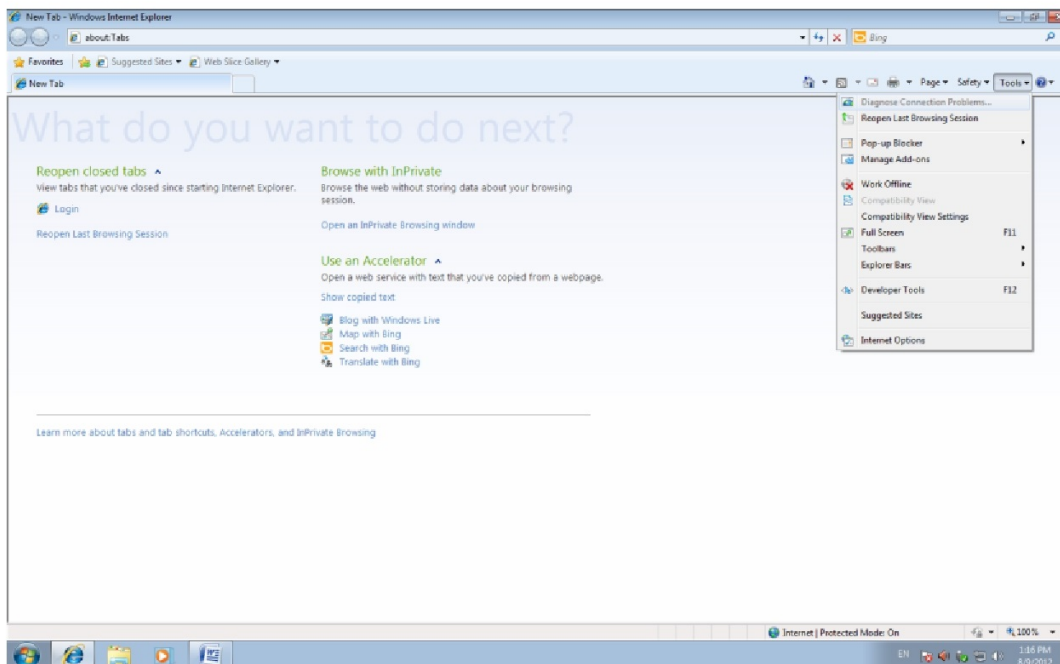 New Tab - Windows Internet Explorer
about:Tabs
Bing
Favorites
Suggested Sites
Web Slice Gallery
New Tab
Page
Safety
Tools
What do you want to do next?
Reopen closed tabs
View tabs that you've closed since starting Internet Explorer.
Login
Reopen Last Browsing Session
Browse with InPrivate
Browse the web without storing data about your browsing
session.
Open an InPrivate Browsing window
Use an Accelerator
Open a web service with text that you've copied from a webpage.
Show copied text
Blog with Windows Live
Map with Bing
Search with Bing
Translate with Bing
Learn more about tabs and tab shortcuts, Accelerators, and InPrivate Browsing
Diagnose Connection Problems...
Reopen Last Browsing Session
Pop-up Blocker
Manage Add-ons
Work Offline
Compatibility View
Compatibility View Settings
Full Screen F11
Toolbars
Explorer Bars
Developer Tools F12
Suggested Sites
Internet Options
Internet | Protected Mode: On
100%
EN
1:16 PM